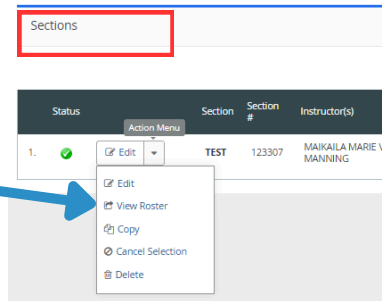 Sections
Status Section Section # Instructor(s)
Action Menu
1. Edit TEST 123307 MAIKAILA MARIE V
MANNING
Edit
View Roster
Copy
Cancel Selection
Delete